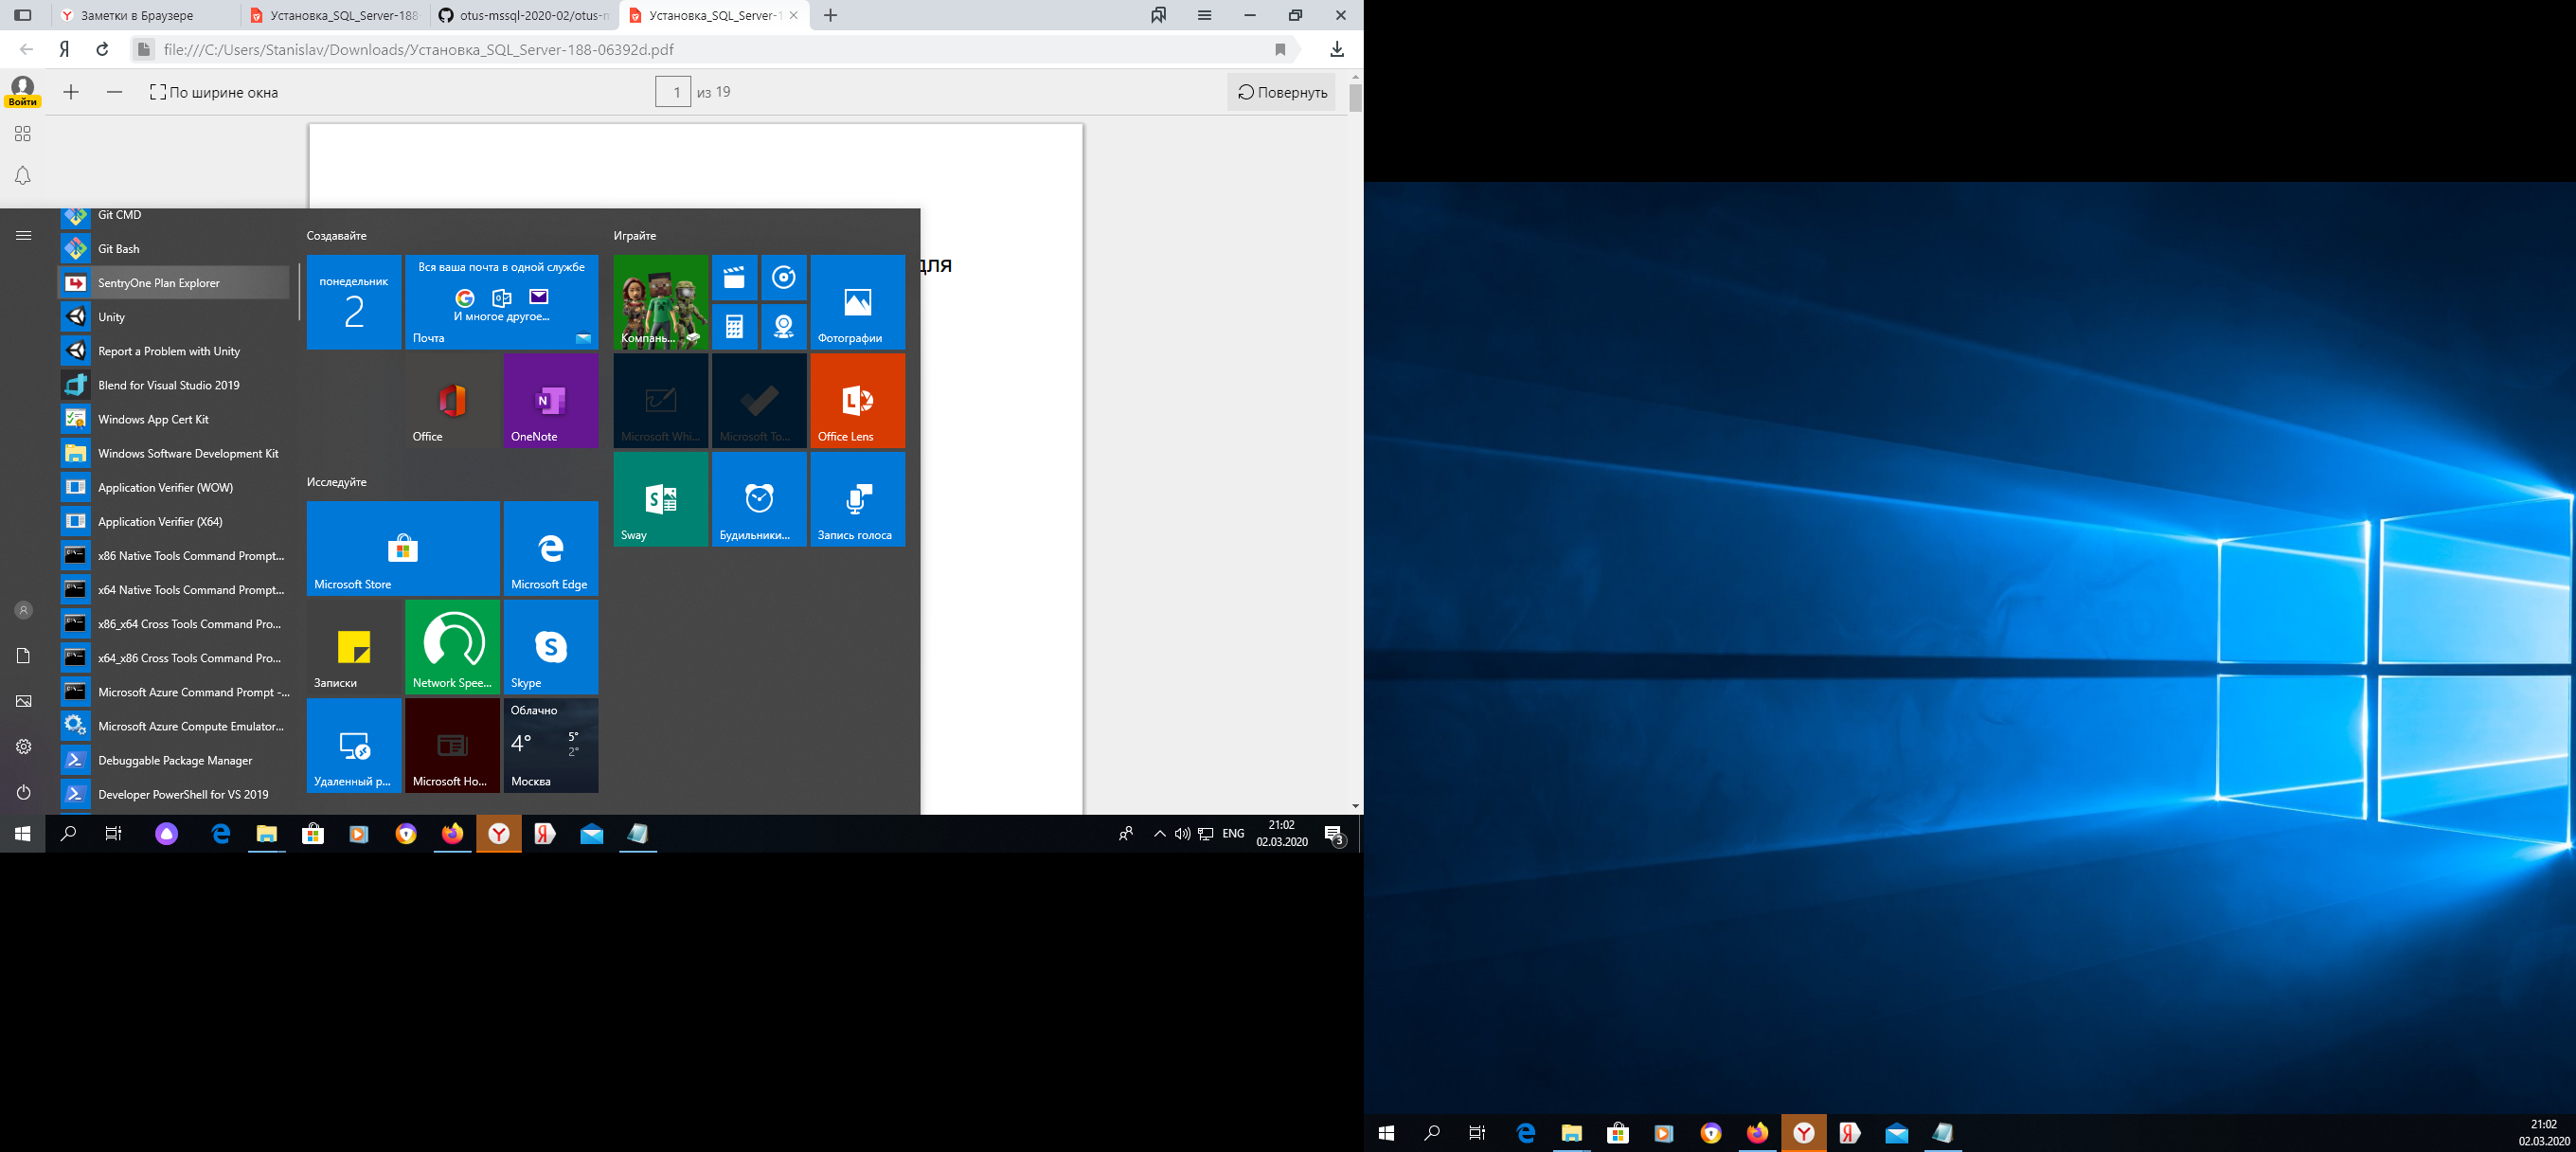 Заметки в Браузере
Установка_SQL_Server-188
otus-mssql-2020-02/otus-m
Установка_SQL_Server-1
file:///C:/Users/Stanislav/Downloads/Установка_SQL_Server-188-06392d.pdf
Войти
По ширине окна
1 из 19
Повернуть
для
Git CMD
Git Bash
SentryOne Plan Explorer
Unity
Report a Problem with Unity
Blend for Visual Studio 2019
Windows App Cert Kit
Windows Software Development Kit
Application Verifier (WOW)
Application Verifier (X64)
x86 Native Tools Command Prompt...
x64 Native Tools Command Prompt...
x86_x64 Cross Tools Command Pro...
x64_x86 Cross Tools Command Pro...
Microsoft Azure Command Prompt -...
Microsoft Azure Compute Emulator...
Debuggable Package Manager
Developer PowerShell for VS 2019
Создавайте
понедельник
2
Вся ваша почта в одной службе
И многое другое...
Почта
Office
OneNote
Исследуйте
Microsoft Store
Microsoft Edge
Записки
Network Spee...
Skype
Удаленный р...
Microsoft Но...
Облачно
4°
5°
2°
Москва
Играйте
Компань...
Фотографии
Microsoft Whi...
Microsoft To...
Office Lens
Sway
Будильники...
Запись голоса
ENG
21:02
02.03.2020
3
21:02
02.03.2020